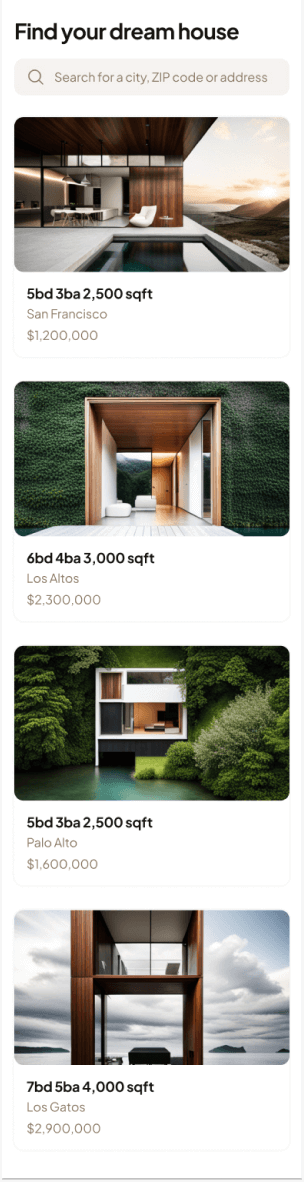 Find your dream house
Search for a city, ZIP code or address
5bd 3ba 2,500 sqft
San Francisco
$1,200,000
6bd 4ba 3,000 sqft
Los Altos
$2,300,000
5bd 3ba 2,500 sqft
Palo Alto
$1,600,000
7bd 5ba 4,000 sqft
Los Gatos
$2,900,000